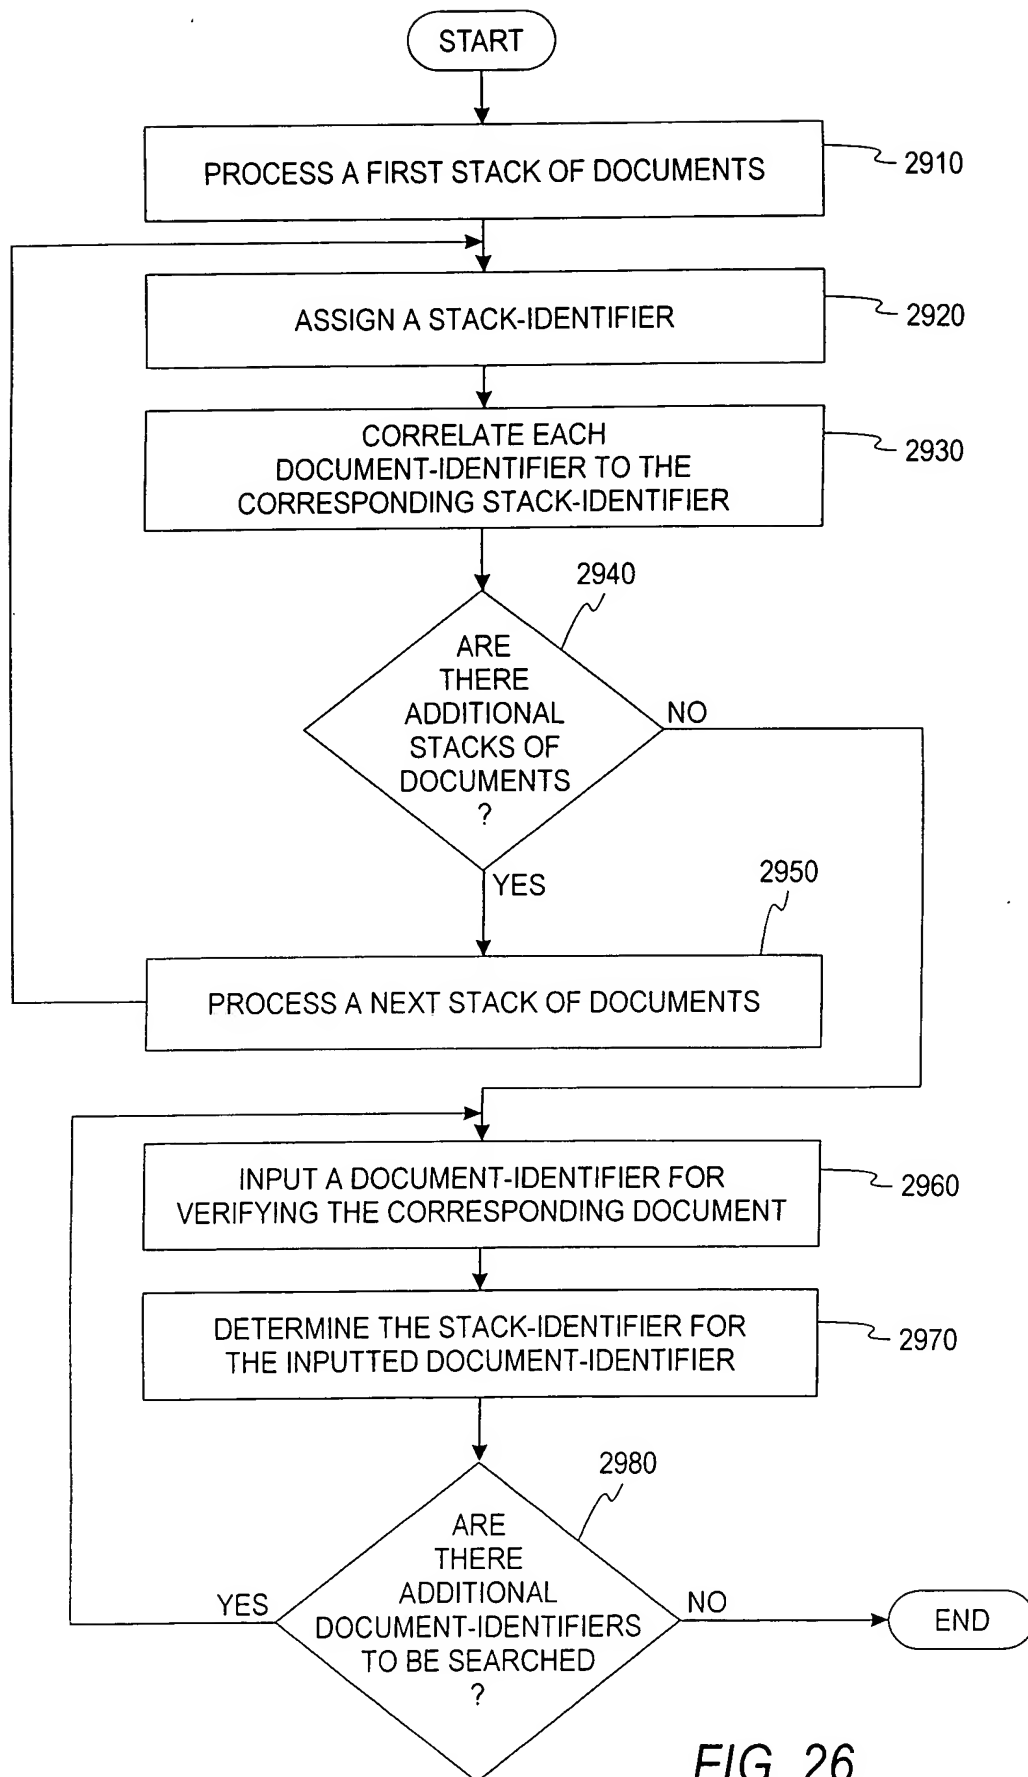 START
PROCESS A FIRST STACK OF DOCUMENTS
2910
ASSIGN A STACK-IDENTIFIER
2920
CORRELATE EACH
DOCUMENT-IDENTIFIER TO THE
CORRESPONDING STACK-IDENTIFIER
2930
2940
ARE
THERE
ADDITIONAL
STACKS OF
DOCUMENTS
?
NO
YES
2950
PROCESS A NEXT STACK OF DOCUMENTS
INPUT A DOCUMENT-IDENTIFIER FOR
VERIFYING THE CORRESPONDING DOCUMENT
2960
DETERMINE THE STACK-IDENTIFIER FOR
THE INPUTTED DOCUMENT-IDENTIFIER
2970
2980
ARE
THERE
ADDITIONAL
DOCUMENT-IDENTIFIERS
TO BE SEARCHED
?
YES
NO
END
FIG. 26